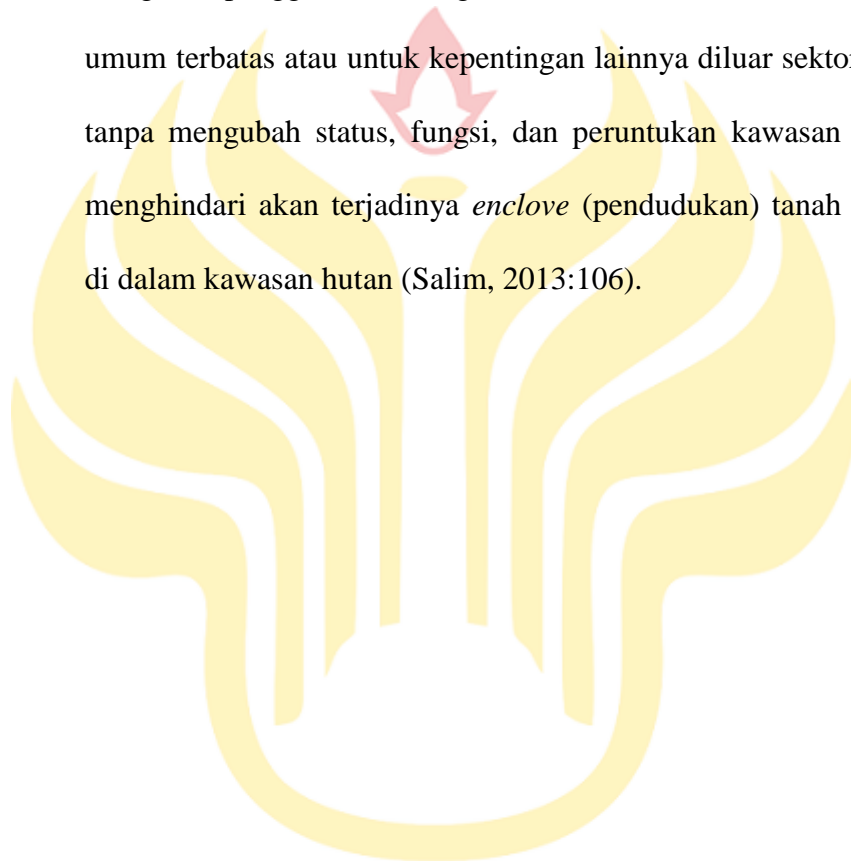 umum terbatas atau untuk kepentingan lainnya diluar sektor
tanpa mengubah status, fungsi, dan peruntukan kawasan
menghindari akan terjadinya enclove (pendudukan) tanah
di dalam kawasan hutan (Salim, 2013:106).